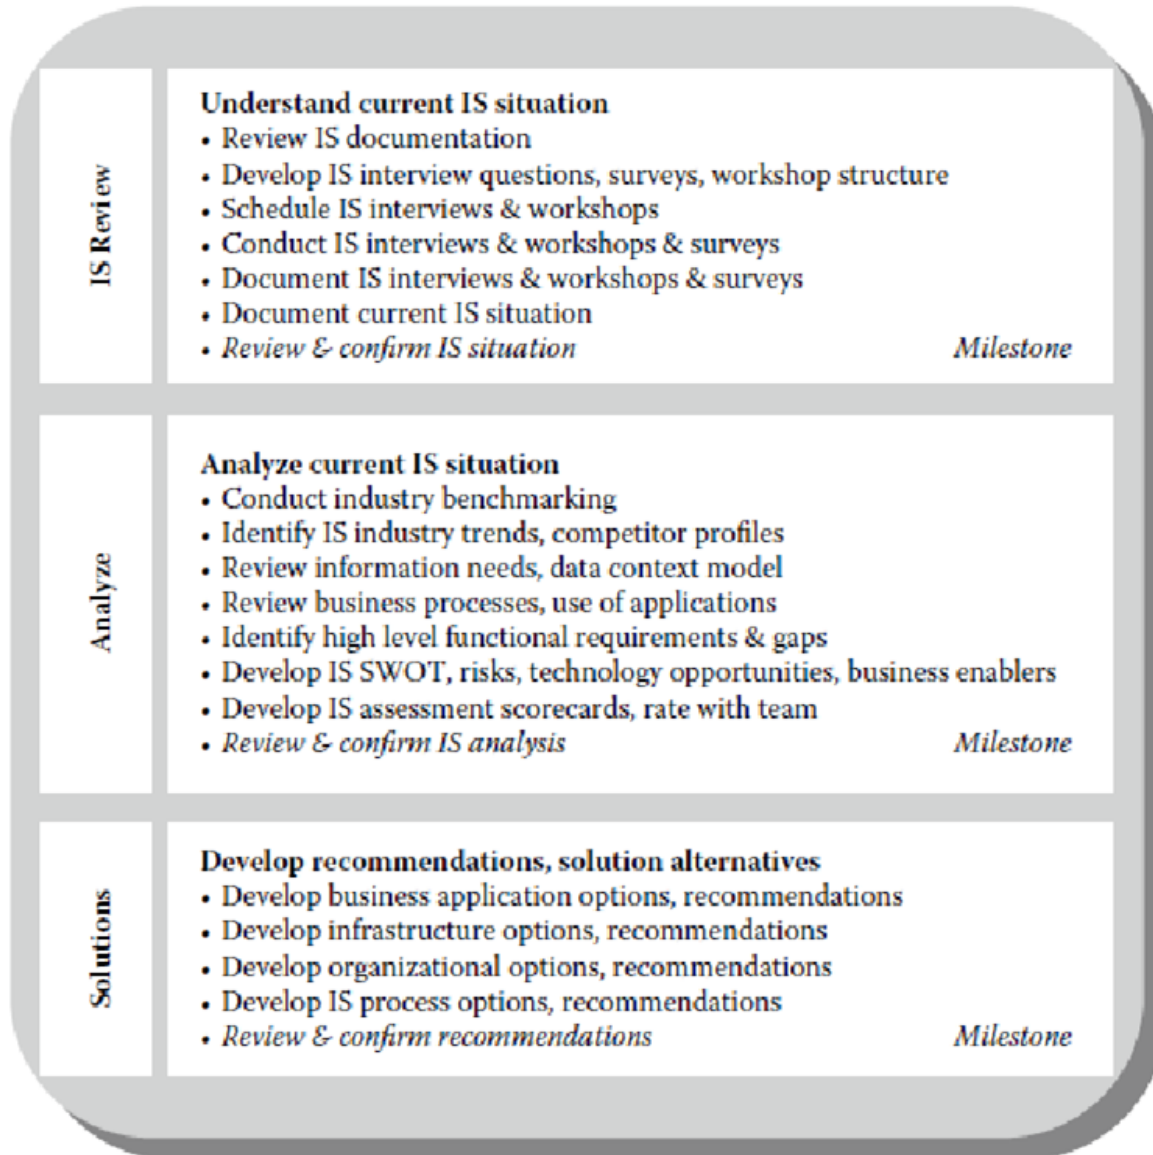 IS Review
Understand current IS situation
• Review IS documentation
• Develop IS interview questions, surveys, workshop structure
• Schedule IS interviews & workshops
• Conduct IS interviews & workshops & surveys
• Document IS interviews & workshops & surveys
• Document current IS situation
• Review & confirm IS situation Milestone
Analyze
Analyze current IS situation
• Conduct industry benchmarking
• Identify IS industry trends, competitor profiles
• Review information needs, data context model
• Review business processes, use of applications
• Identify high level functional requirements & gaps
• Develop IS SWOT, risks, technology opportunities, business enablers
• Develop IS assessment scorecards, rate with team
• Review & confirm IS analysis Milestone
Solutions
Develop recommendations, solution alternatives
• Develop business application options, recommendations
• Develop infrastructure options, recommendations
• Develop organizational options, recommendations
• Develop IS process options, recommendations
• Review & confirm recommendations Milestone